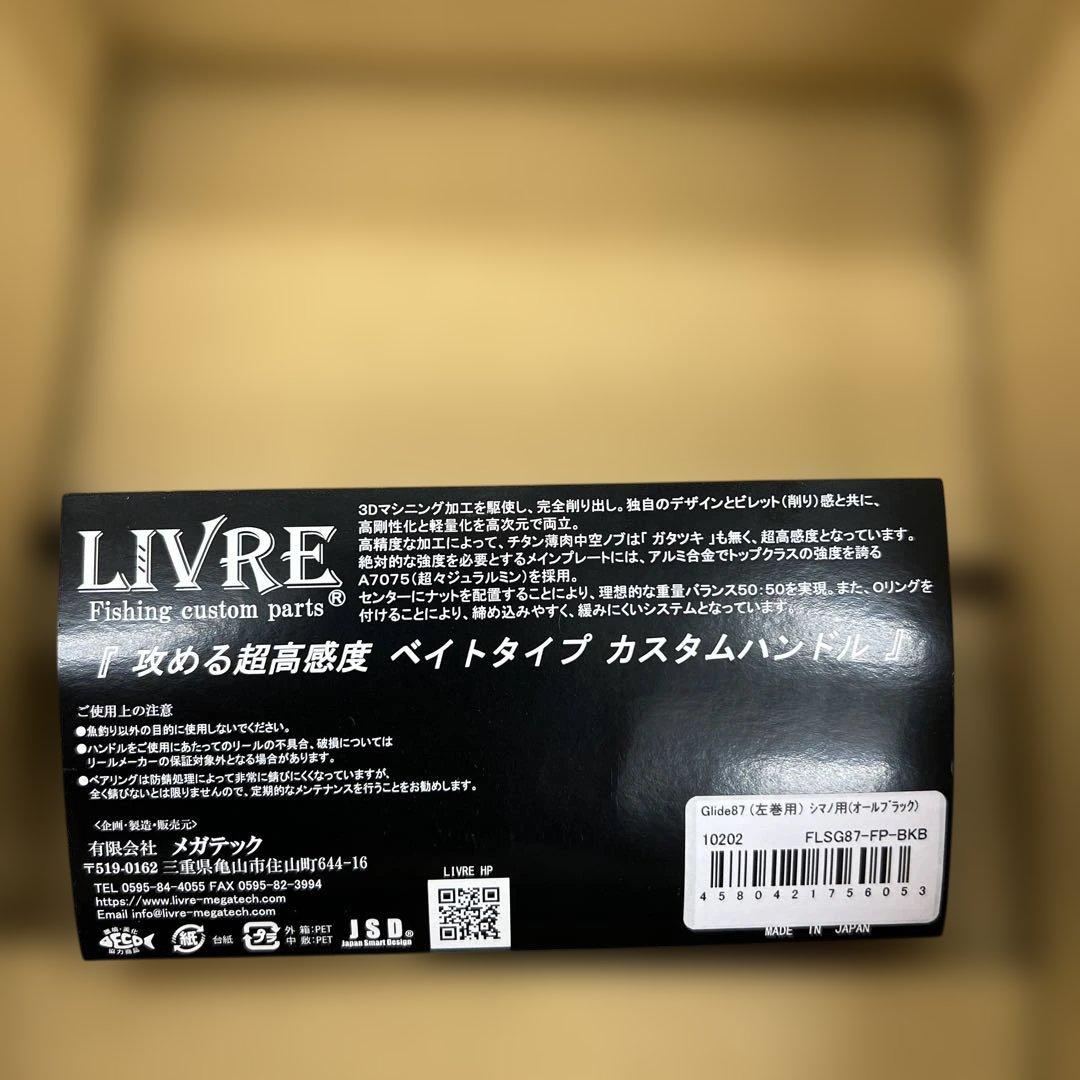 LIVRE
Fishing custom parts®
3Dマシニング加工を駆使し、完全削り出し。独自のデザインとビレット(削り)感と共に、
高剛性化と軽量化を高次元で両立。
高精度な加工によって、チタン薄肉中空ノブは「 ガタツキ 」も無く、超高感度となっています。
絶対的な強度を必要とするメインプレートには、アルミ合金でトップクラスの強度を誇る
A7075(超々ジュラルミン)を採用。
センターにナットを配置することにより、理想的な重量バランス50:50を実現。また、Oリングを
付けることにより、締め込みやすく、緩みにくいシステムとなっています。
『 攻める超高感度 ベイトタイプ カスタムハンドル 』
ご使用上の注意
●魚釣り以外の目的に使用しないでください。
●ハンドルをご使用にあたってのリールの不具合、破損については
リールメーカーの保証対象外となる場合があります。
●ベアリングは防錆処理によって非常に錆びにくくなっていますが、
全く錆びないとは限りませんので、定期的なメンテナンスを行うことをお勧めします。
<企画・製造・販売元>
有限会社 メガテック
〒519-0162 三重県亀山市住山町644-16
TEL 0595-84-4055 FAX 0595-82-3994
https://www.livre-megatech.com
Email info@livre-megatech.com
LIVRE HP
環境・美化
FCD
協力商品
紙
台紙
プラ
外 箱:PET
中 敷:PET
JSD®
Japan Smart Design
Glide87 (左巻用) シマノ用(オールブラック)
10202 FLSG87-FP-BKB
4580421756053
MADE IN JAPAN